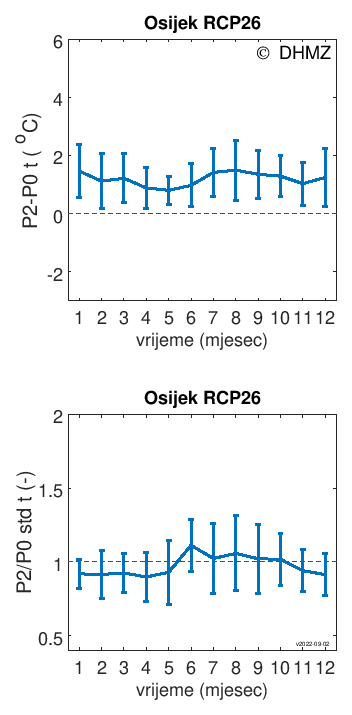 Osijek RCP26
© DHMZ
P2-P0 t ( °C)
6
4
2
0
-2
1 2 3 4 5 6 7 8 9 10 11 12
vrijeme (mjesec)
Osijek RCP26
P2/P0 std t (-)
2
1.5
1
0.5
v2022-09-02
1 2 3 4 5 6 7 8 9 10 11 12
vrijeme (mjesec)